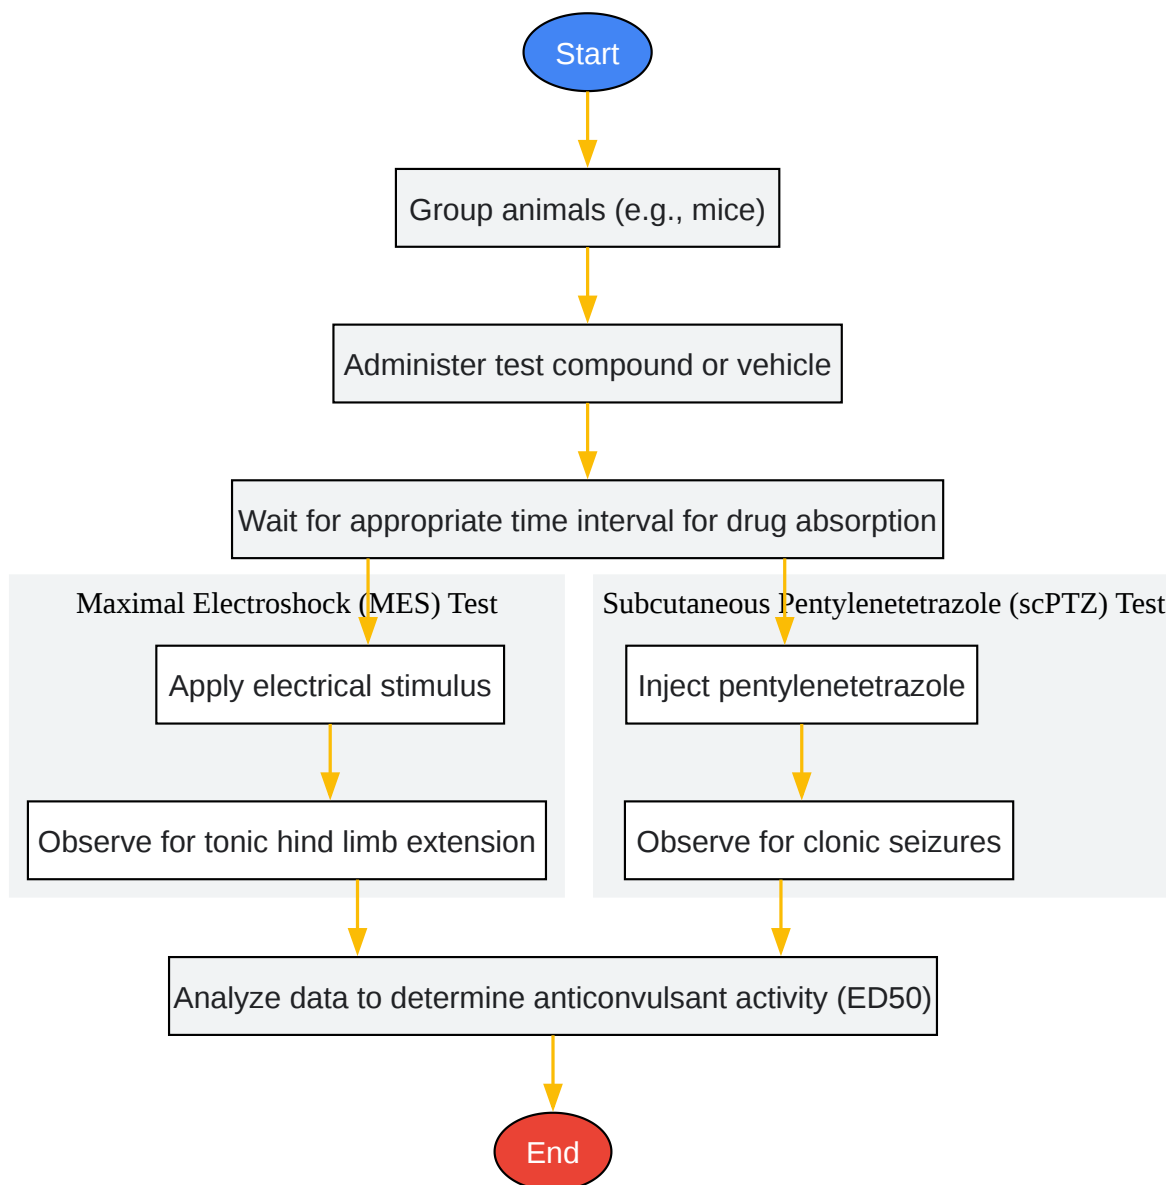 Start
Group animals (e.g., mice)
Administer test compound or vehicle
Wait for appropriate time interval for drug absorption
Maximal Electroshock (MES) Test
Subcutaneous Pentylenetetrazole (scPTZ) Test
Apply electrical stimulus
Inject pentylenetetrazole
Observe for tonic hind limb extension
Observe for clonic seizures
Analyze data to determine anticonvulsant activity (ED50)
End